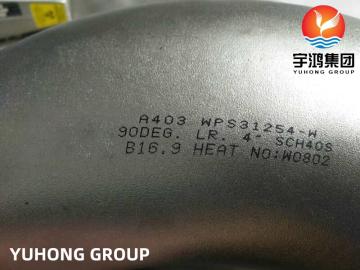 宇鸿集团
YUHONG GROUP
A403 WPS31254-W
90DEG. LR. 4" SCH40S
B16.9 HEAT NO:W0802
YUHONG GROUP